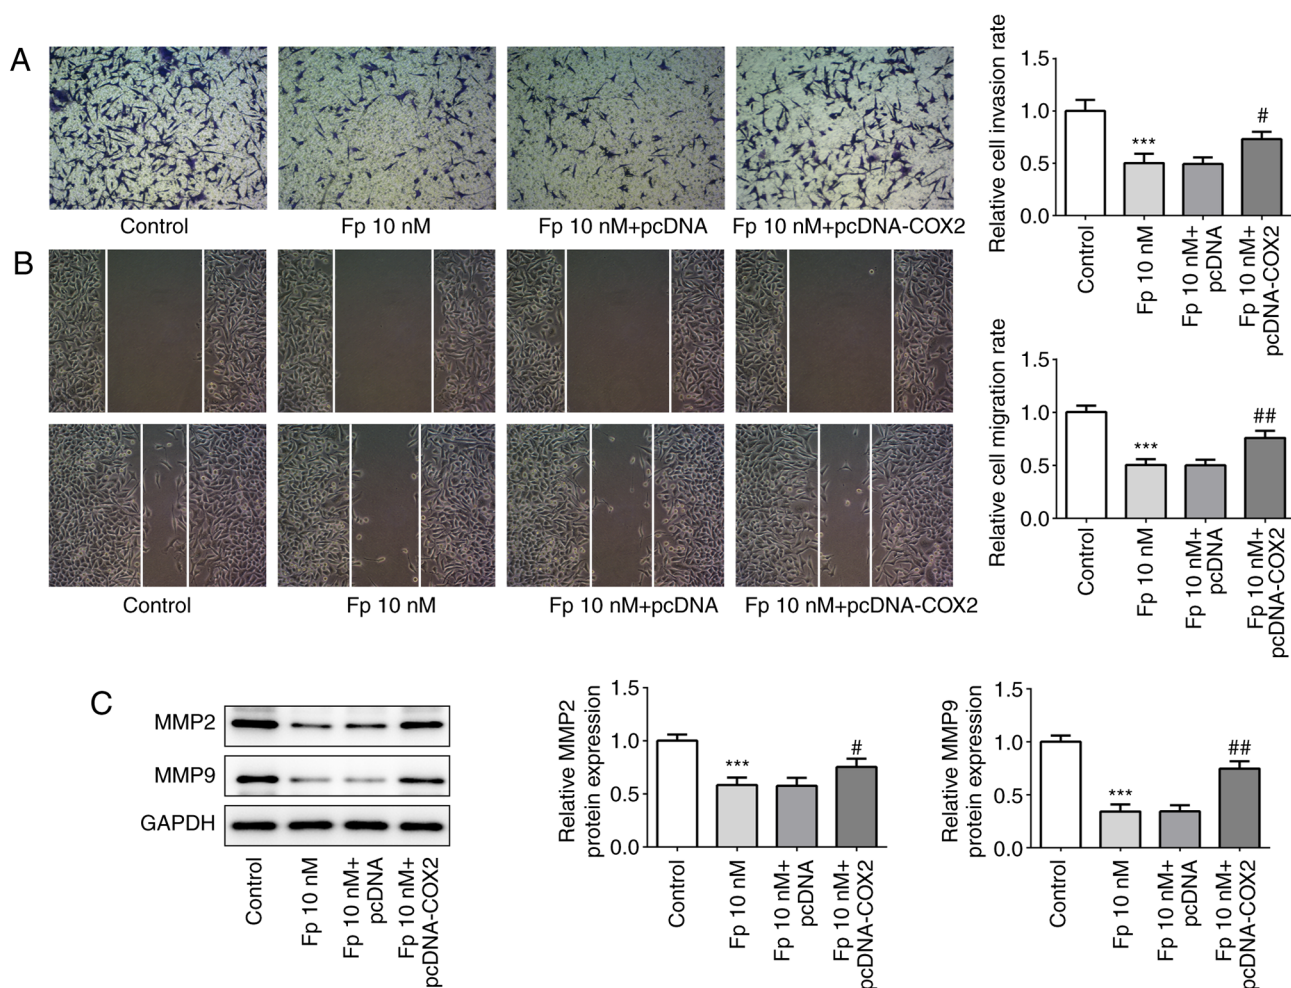 A
Control
Fp 10 nM
Fp 10 nM+pcDNA
Fp 10 nM+pcDNA-COX2
Relative cell invasion rate
1.5
1.0
0.5
0.0
***
#
Control
Fp 10 nM
Fp 10 nM+
pcDNA
Fp 10 nM+
pcDNA-COX2
B
Control
Fp 10 nM
Fp 10 nM+pcDNA
Fp 10 nM+pcDNA-COX2
Relative cell migration rate
1.5
1.0
0.5
0.0
***
##
Control
Fp 10 nM
Fp 10 nM+
pcDNA
Fp 10 nM+
pcDNA-COX2
C
MMP2
MMP9
GAPDH
Control
Fp 10 nM
Fp 10 nM+
pcDNA
Fp 10 nM+
pcDNA-COX2
Relative MMP2
protein expression
1.5
1.0
0.5
0.0
***
#
Control
Fp 10 nM
Fp 10 nM+
pcDNA
Fp 10 nM+
pcDNA-COX2
Relative MMP9
protein expression
1.5
1.0
0.5
0.0
***
##
Control
Fp 10 nM
Fp 10 nM+
pcDNA
Fp 10 nM+
pcDNA-COX2